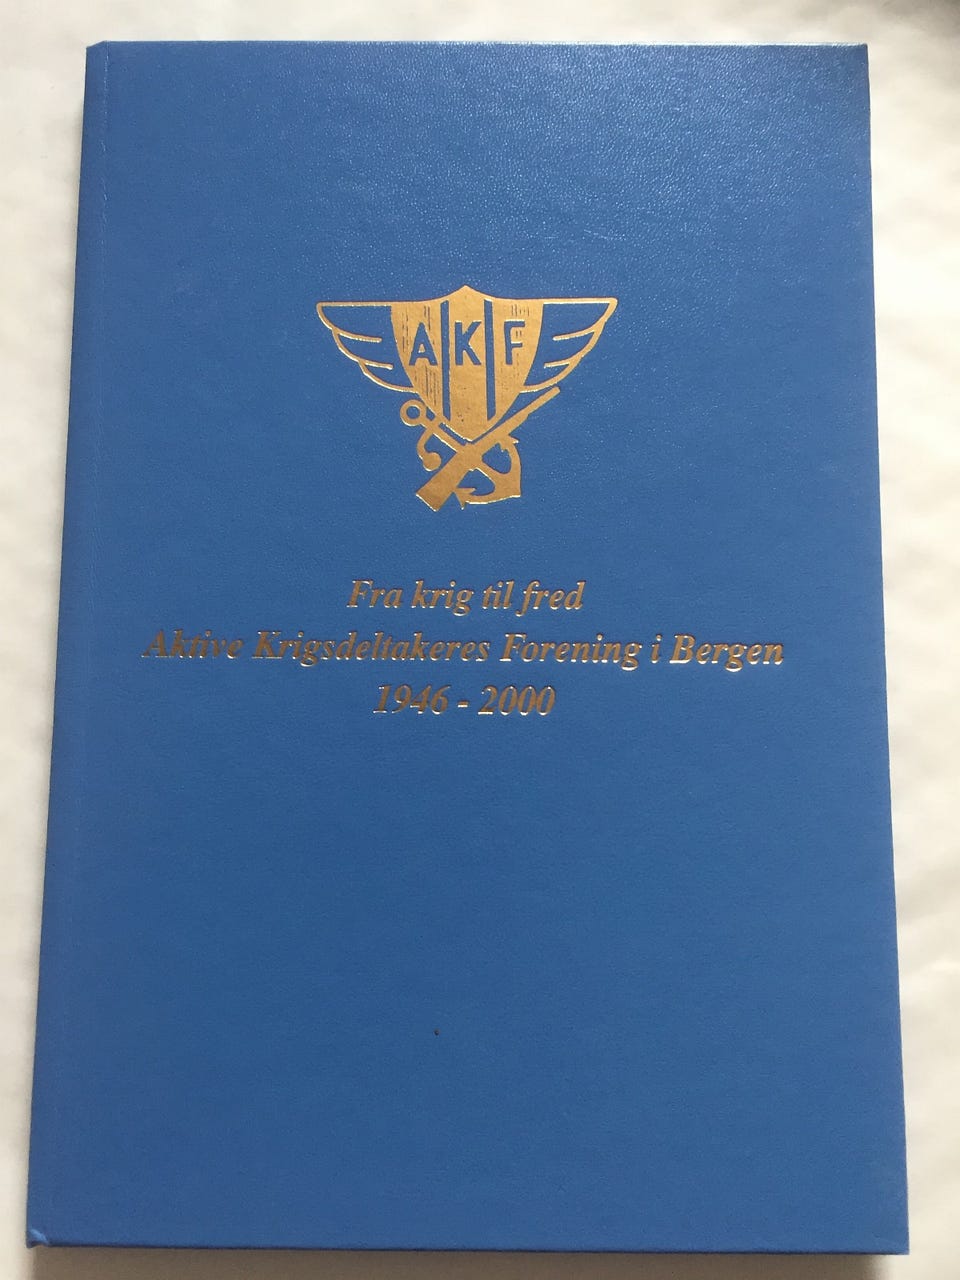 AKF
Fra krig til fred
Aktive Krigsdeltakeres Forening i Bergen
1946 - 2000